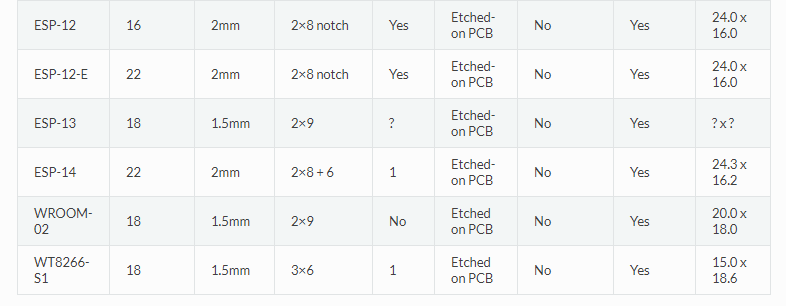 ESP-12 16 2mm 2×8 notch Yes Etched-on PCB No Yes 24.0 x 16.0
ESP-12-E 22 2mm 2×8 notch Yes Etched-on PCB No Yes 24.0 x 16.0
ESP-13 18 1.5mm 2×9 ? Etched-on PCB No Yes ? x ?
ESP-14 22 2mm 2×8 + 6 1 Etched-on PCB No Yes 24.3 x 16.2
WROOM-02 18 1.5mm 2×9 No Etched on PCB No Yes 20.0 x 18.0
WT8266-S1 18 1.5mm 3×6 1 Etched on PCB No Yes 15.0 x 18.6